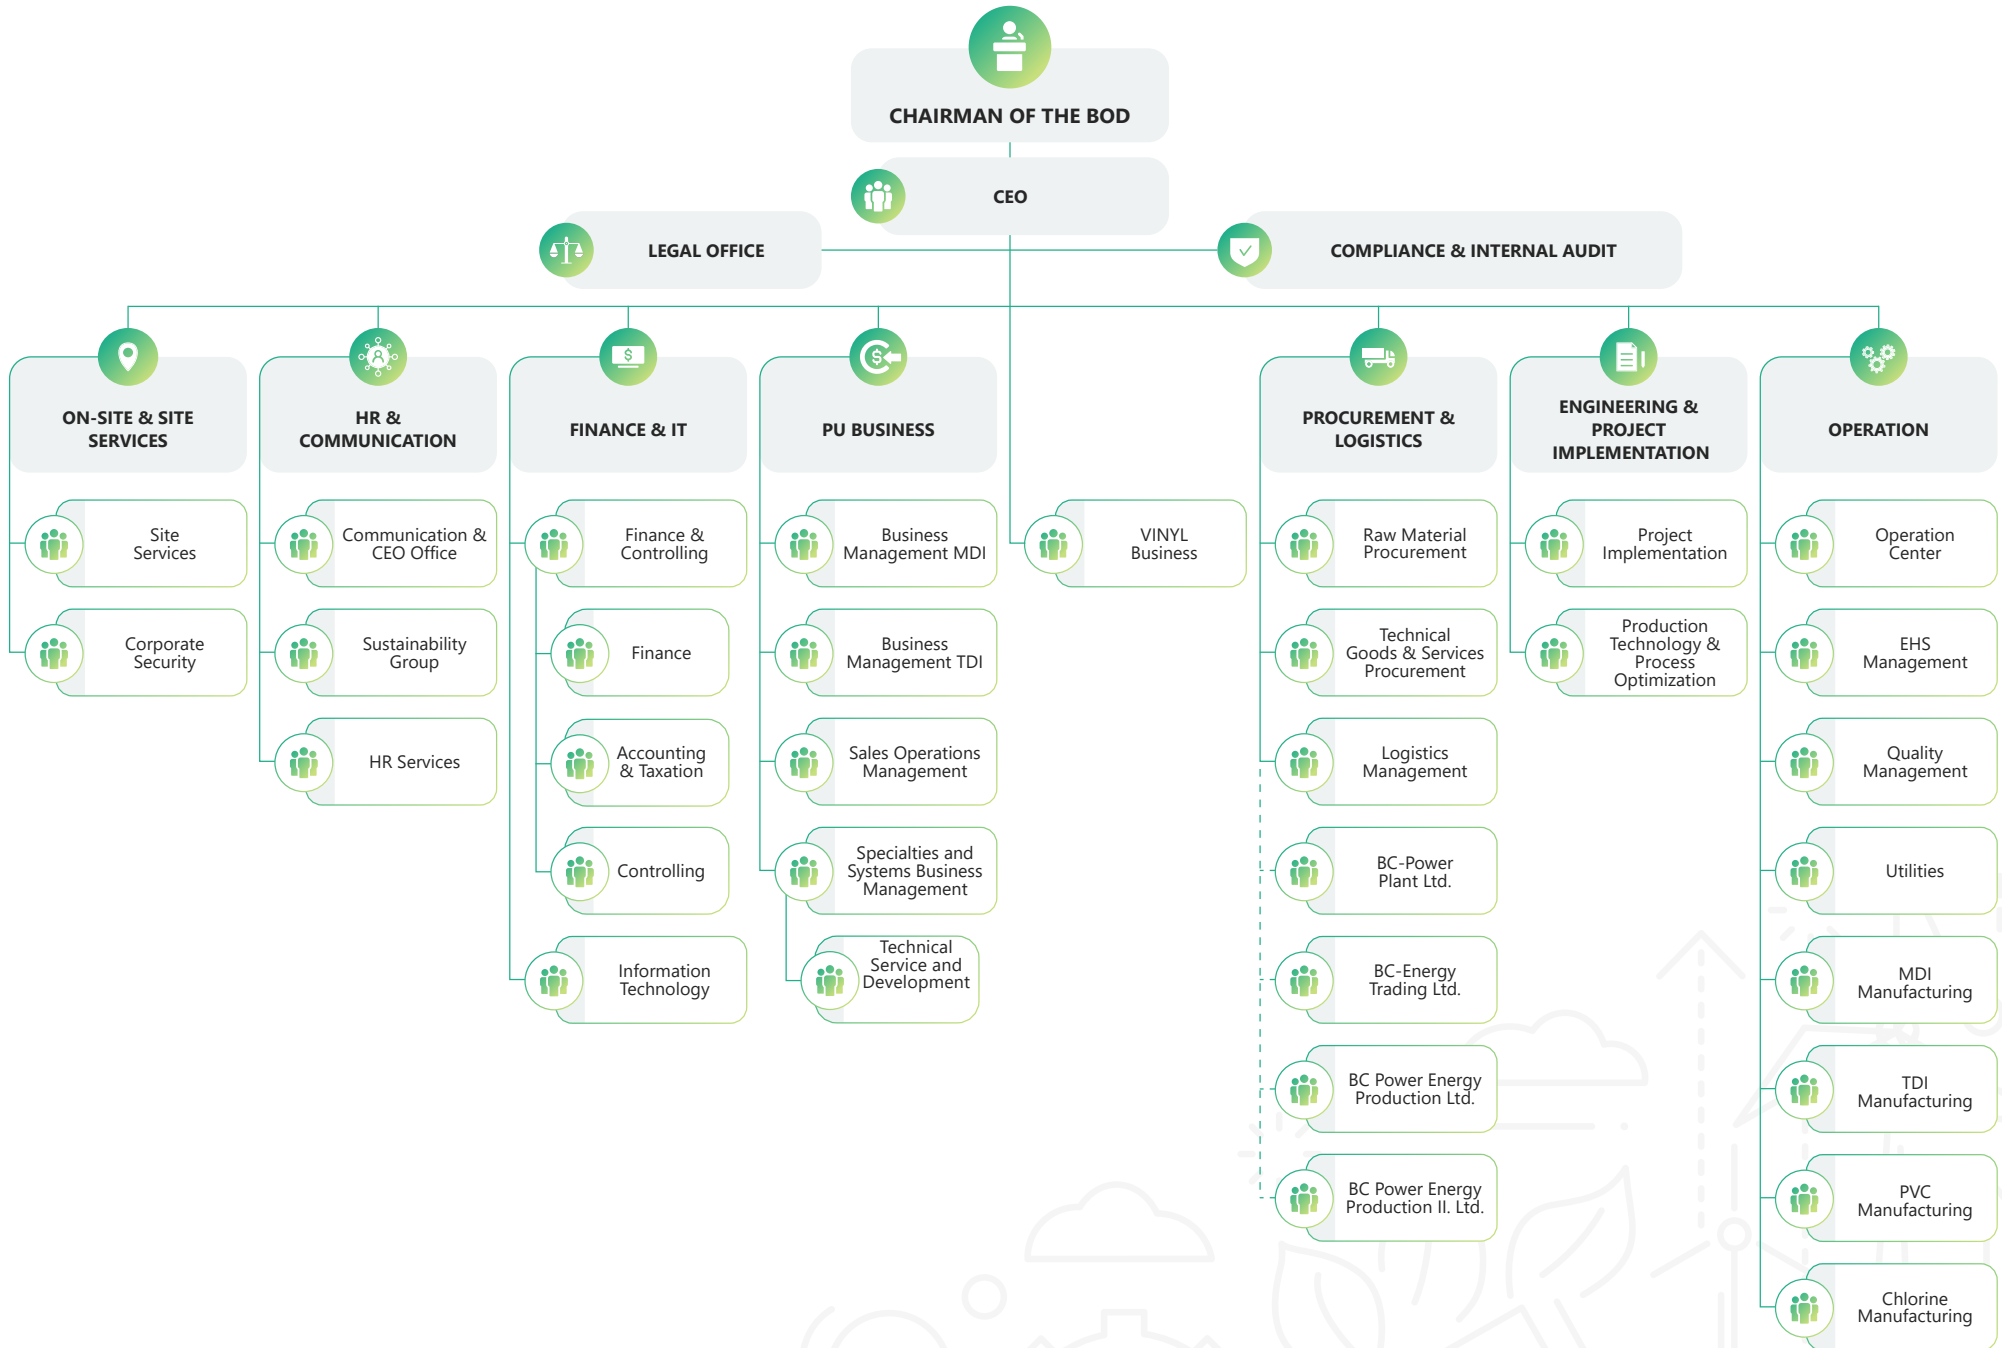 CHAIRMAN OF THE BOD
CEO
LEGAL OFFICE
COMPLIANCE & INTERNAL AUDIT
ON-SITE & SITE
SERVICES
Site
Services
Corporate
Security
HR &
COMMUNICATION
Communication &
CEO Office
Sustainability
Group
HR Services
FINANCE & IT
Finance &
Controlling
Finance
Accounting
& Taxation
Controlling
Information
Technology
PU BUSINESS
Business
Management MDI
Business
Management TDI
Sales Operations
Management
Specialties and
Systems Business
Management
Technical
Service and
Development
VINYL
Business
PROCUREMENT &
LOGISTICS
Raw Material
Procurement
Technical
Goods & Services
Procurement
Logistics
Management
BC-Power
Plant Ltd.
BC-Energy
Trading Ltd.
BC Power Energy
Production Ltd.
BC Power Energy
Production II. Ltd.
ENGINEERING &
PROJECT
IMPLEMENTATION
Project
Implementation
Production
Technology &
Process
Optimization
OPERATION
Operation
Center
EHS
Management
Quality
Management
Utilities
MDI
Manufacturing
TDI
Manufacturing
PVC
Manufacturing
Chlorine
Manufacturing